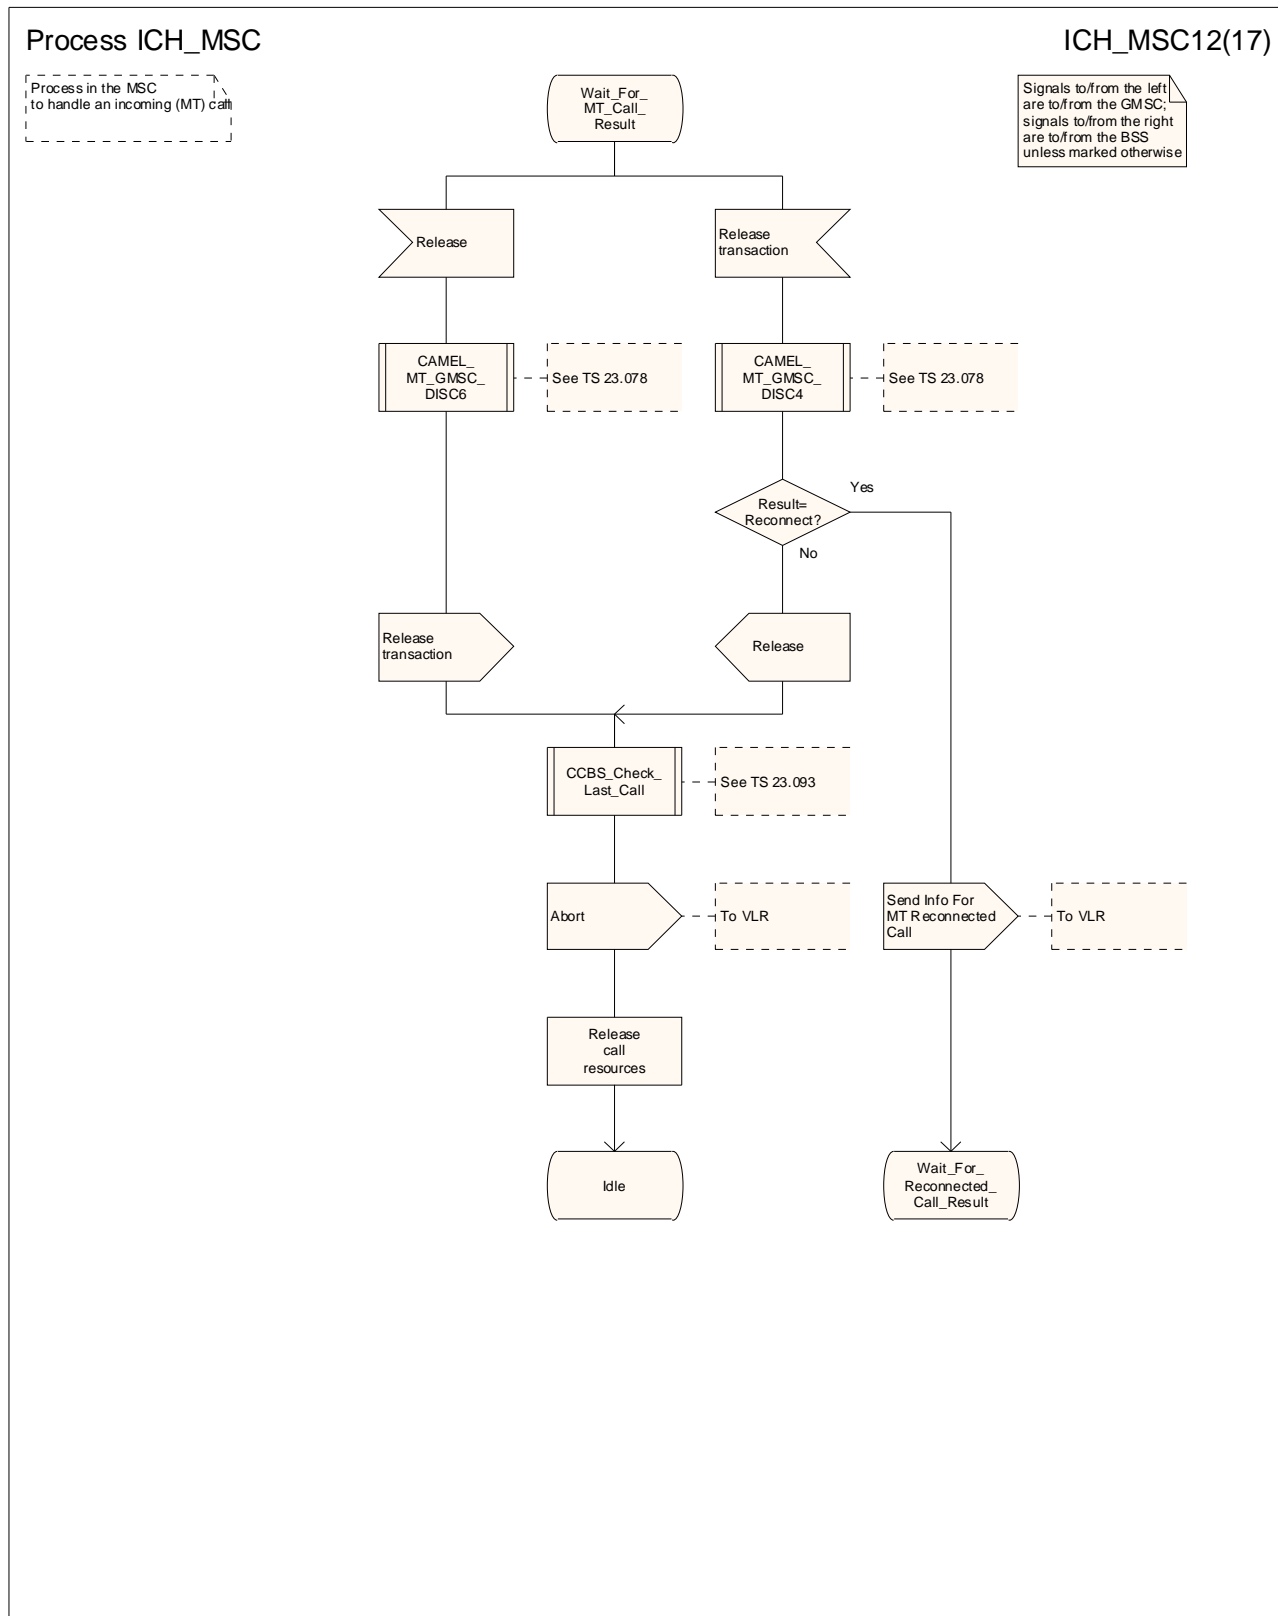 Process ICH_MSC
ICH_MSC12(17)
Process in the MSC
to handle an incoming (MT) call
Signals to/from the left
are to/from the GMSC;
signals to/from the right
are to/from the BSS
unless marked otherwise
Wait_For_
MT_Call_
Result
Release
Release
transaction
CAMEL_
MT_GMSC_
DISC6
See TS 23.078
CAMEL_
MT_GMSC_
DISC4
See TS 23.078
Result=
Reconnect?
Yes
No
Release
transaction
Release
CCBS_Check_
Last_Call
See TS 23.093
Abort
To VLR
Send Info For
MT Reconnected
Call
To VLR
Release
call
resources
Idle
Wait_For_
Reconnected_
Call_Result